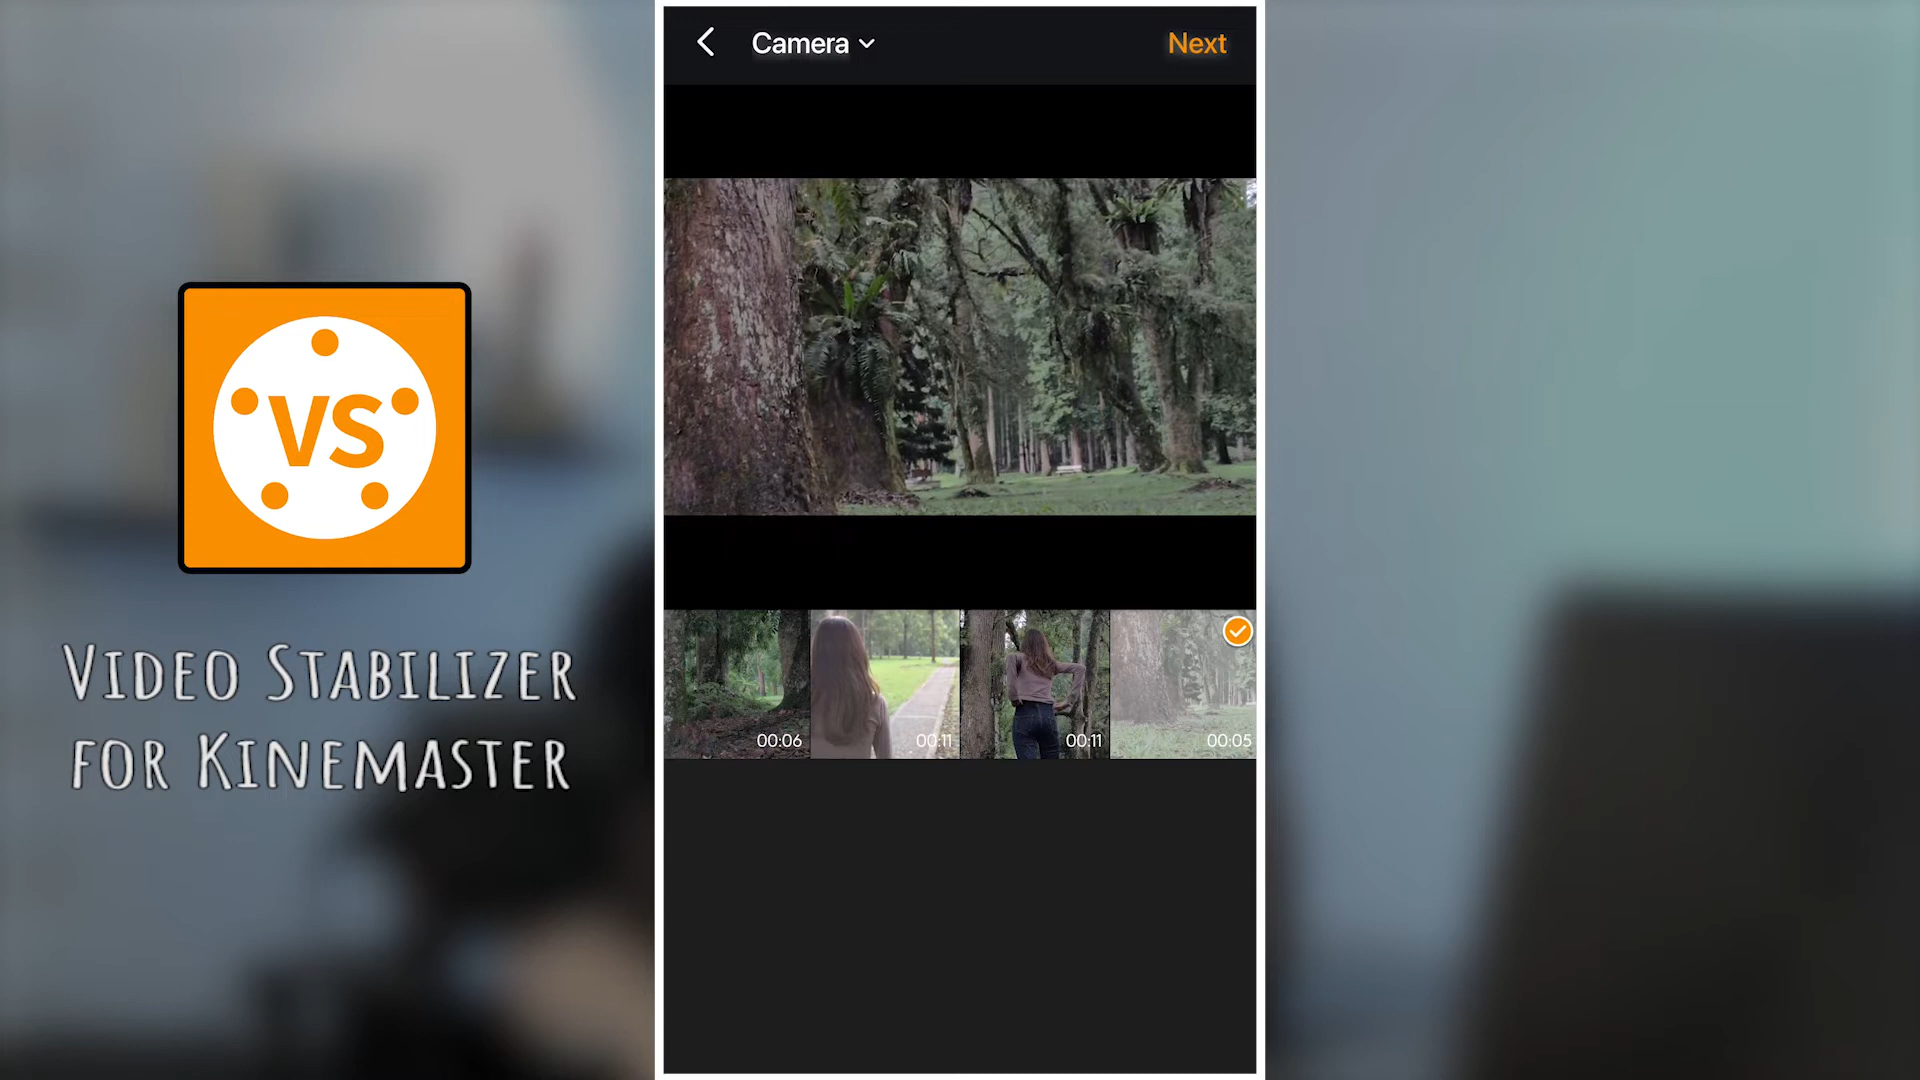 Camera
Next
VS
VIDEO STABILIZER
FOR KINEMASTER
00:06
00:11
00:11
00:05